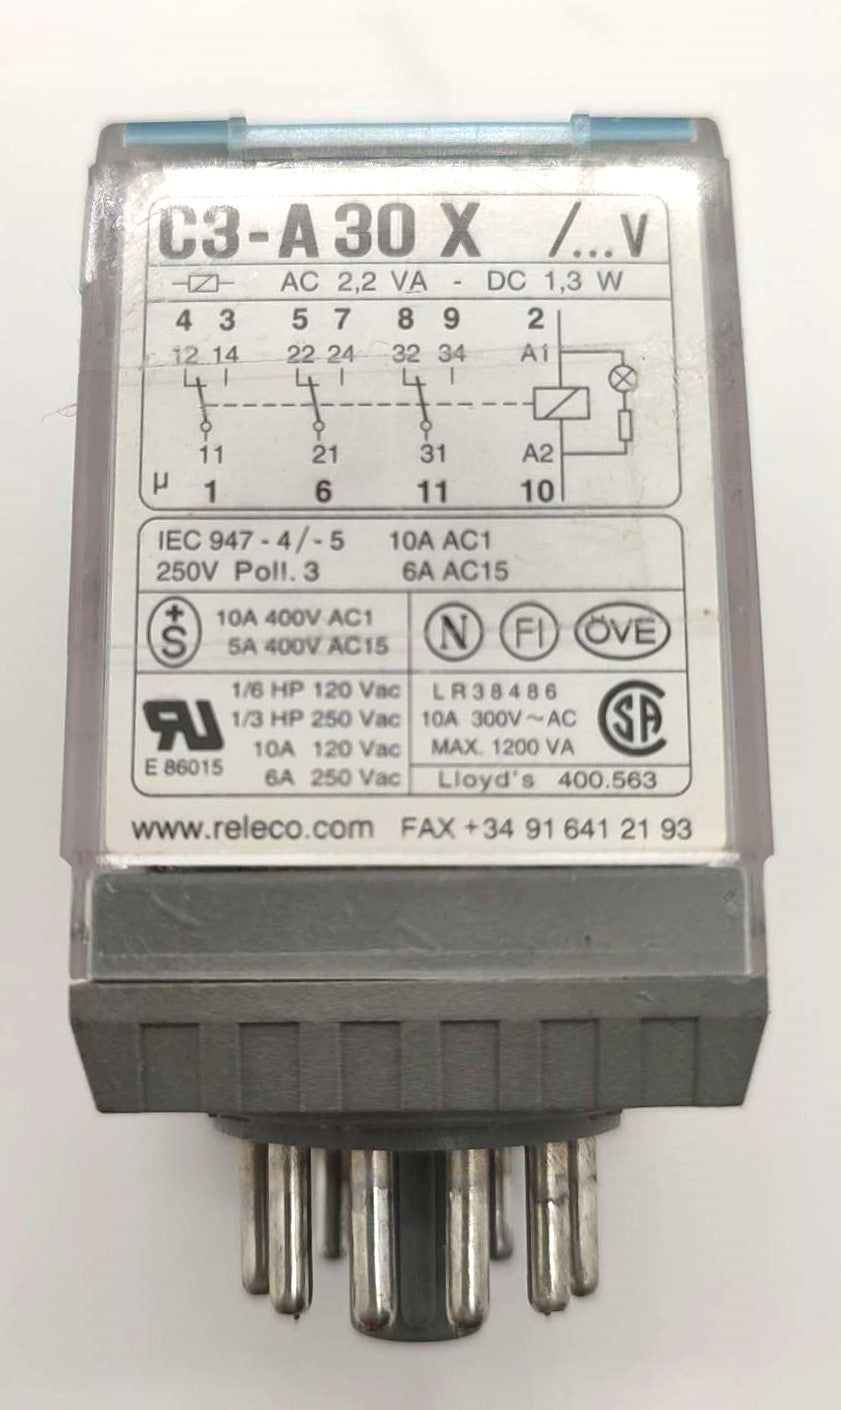 C3-A30 X /...V
AC 2,2 VA - DC 1,3 W
4 3 5 7 8 9 2
12 14 22 24 32 34 A1
11 21 31 A2
µ 1 6 11 10
IEC 947-4/-5 10A AC1
250V Poll. 3 6A AC15
+S 10A 400V AC1
5A 400V AC15
N FI ÖVE
RU 1/6 HP 120 Vac
1/3 HP 250 Vac
10A 120 Vac
E 86015 6A 250 Vac
LR38486
10A 300V~AC
MAX. 1200 VA
SA
Lloyd's 400.563
www.releco.com FAX +34 91 641 21 93